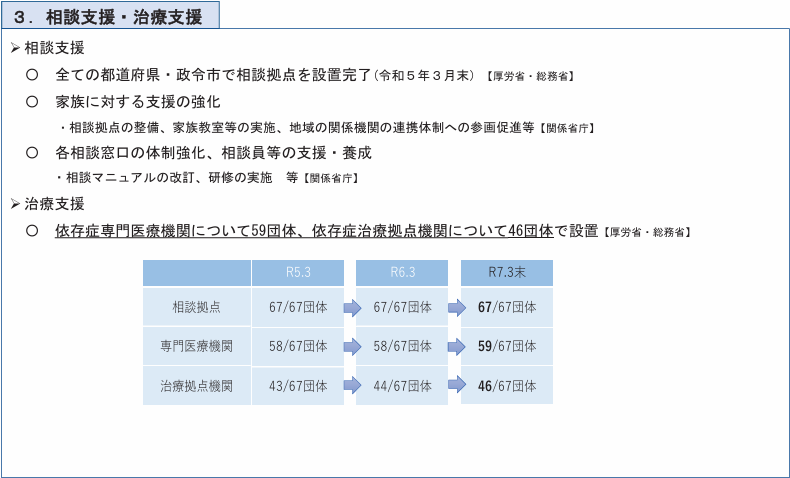 ３．相談支援・治療支援
➢相談支援
○ 全ての都道府県・政令市で相談拠点を設置完了(令和５年３月末) 【厚労省・総務省】
○ 家族に対する支援の強化
・相談拠点の整備、家族教室等の実施、地域の関係機関の連携体制への参画促進等【関係省庁】
○ 各相談窓口の体制強化、相談員等の支援・養成
・相談マニュアルの改訂、研修の実施　等【関係省庁】
➢治療支援
○ 依存症専門医療機関について59団体、依存症治療拠点機関について46団体で設置【厚労省・総務省】
R5.3 R6.3 R7.3末
相談拠点 67/67団体 67/67団体 67/67団体
専門医療機関 58/67団体 58/67団体 59/67団体
治療拠点機関 43/67団体 44/67団体 46/67団体